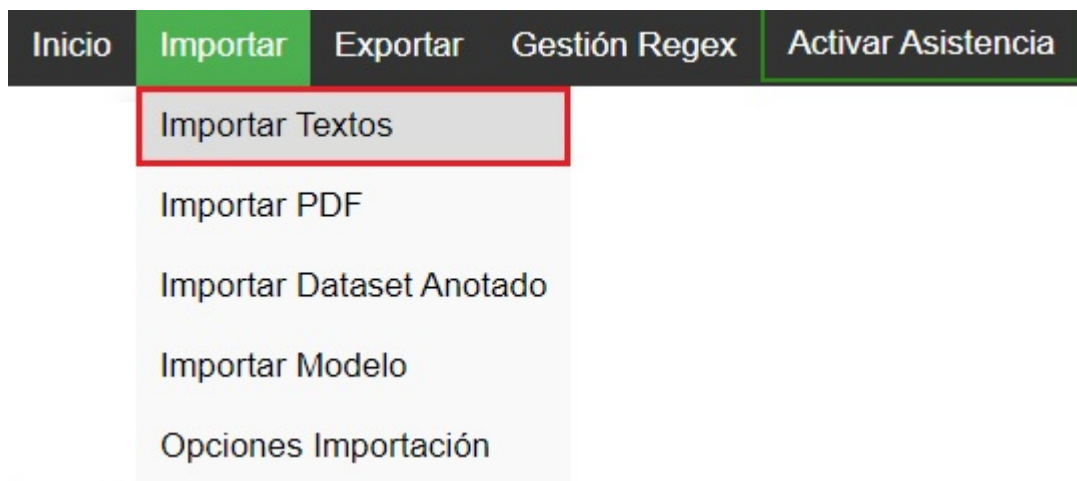 Inicio Importar Exportar Gestión Regex Activar Asistencia
Importar Textos
Importar PDF
Importar Dataset Anotado
Importar Modelo
Opciones Importación